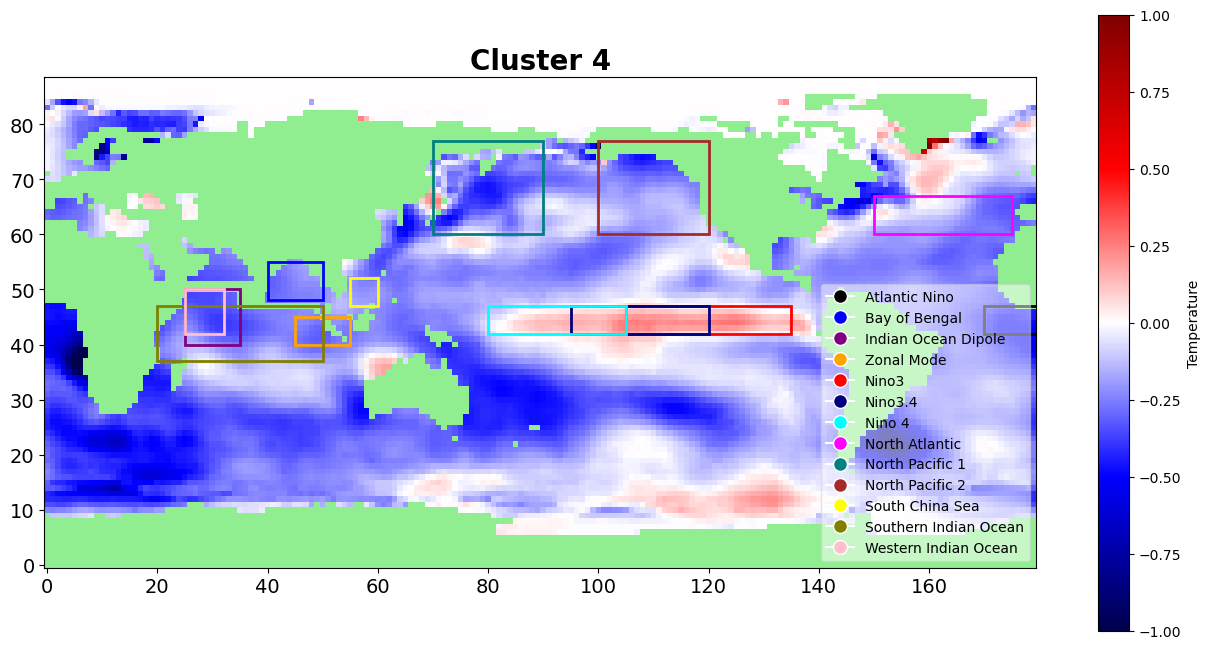 Cluster 4
80
70
60
50
40
30
20
10
0
0 20 40 60 80 100 120 140 160
Atlantic Nino
Bay of Bengal
Indian Ocean Dipole
Zonal Mode
Nino3
Nino3.4
Nino 4
North Atlantic
North Pacific 1
North Pacific 2
South China Sea
Southern Indian Ocean
Western Indian Ocean
1.00
0.75
0.50
0.25
0.00
−0.25
−0.50
−0.75
−1.00
Temperature